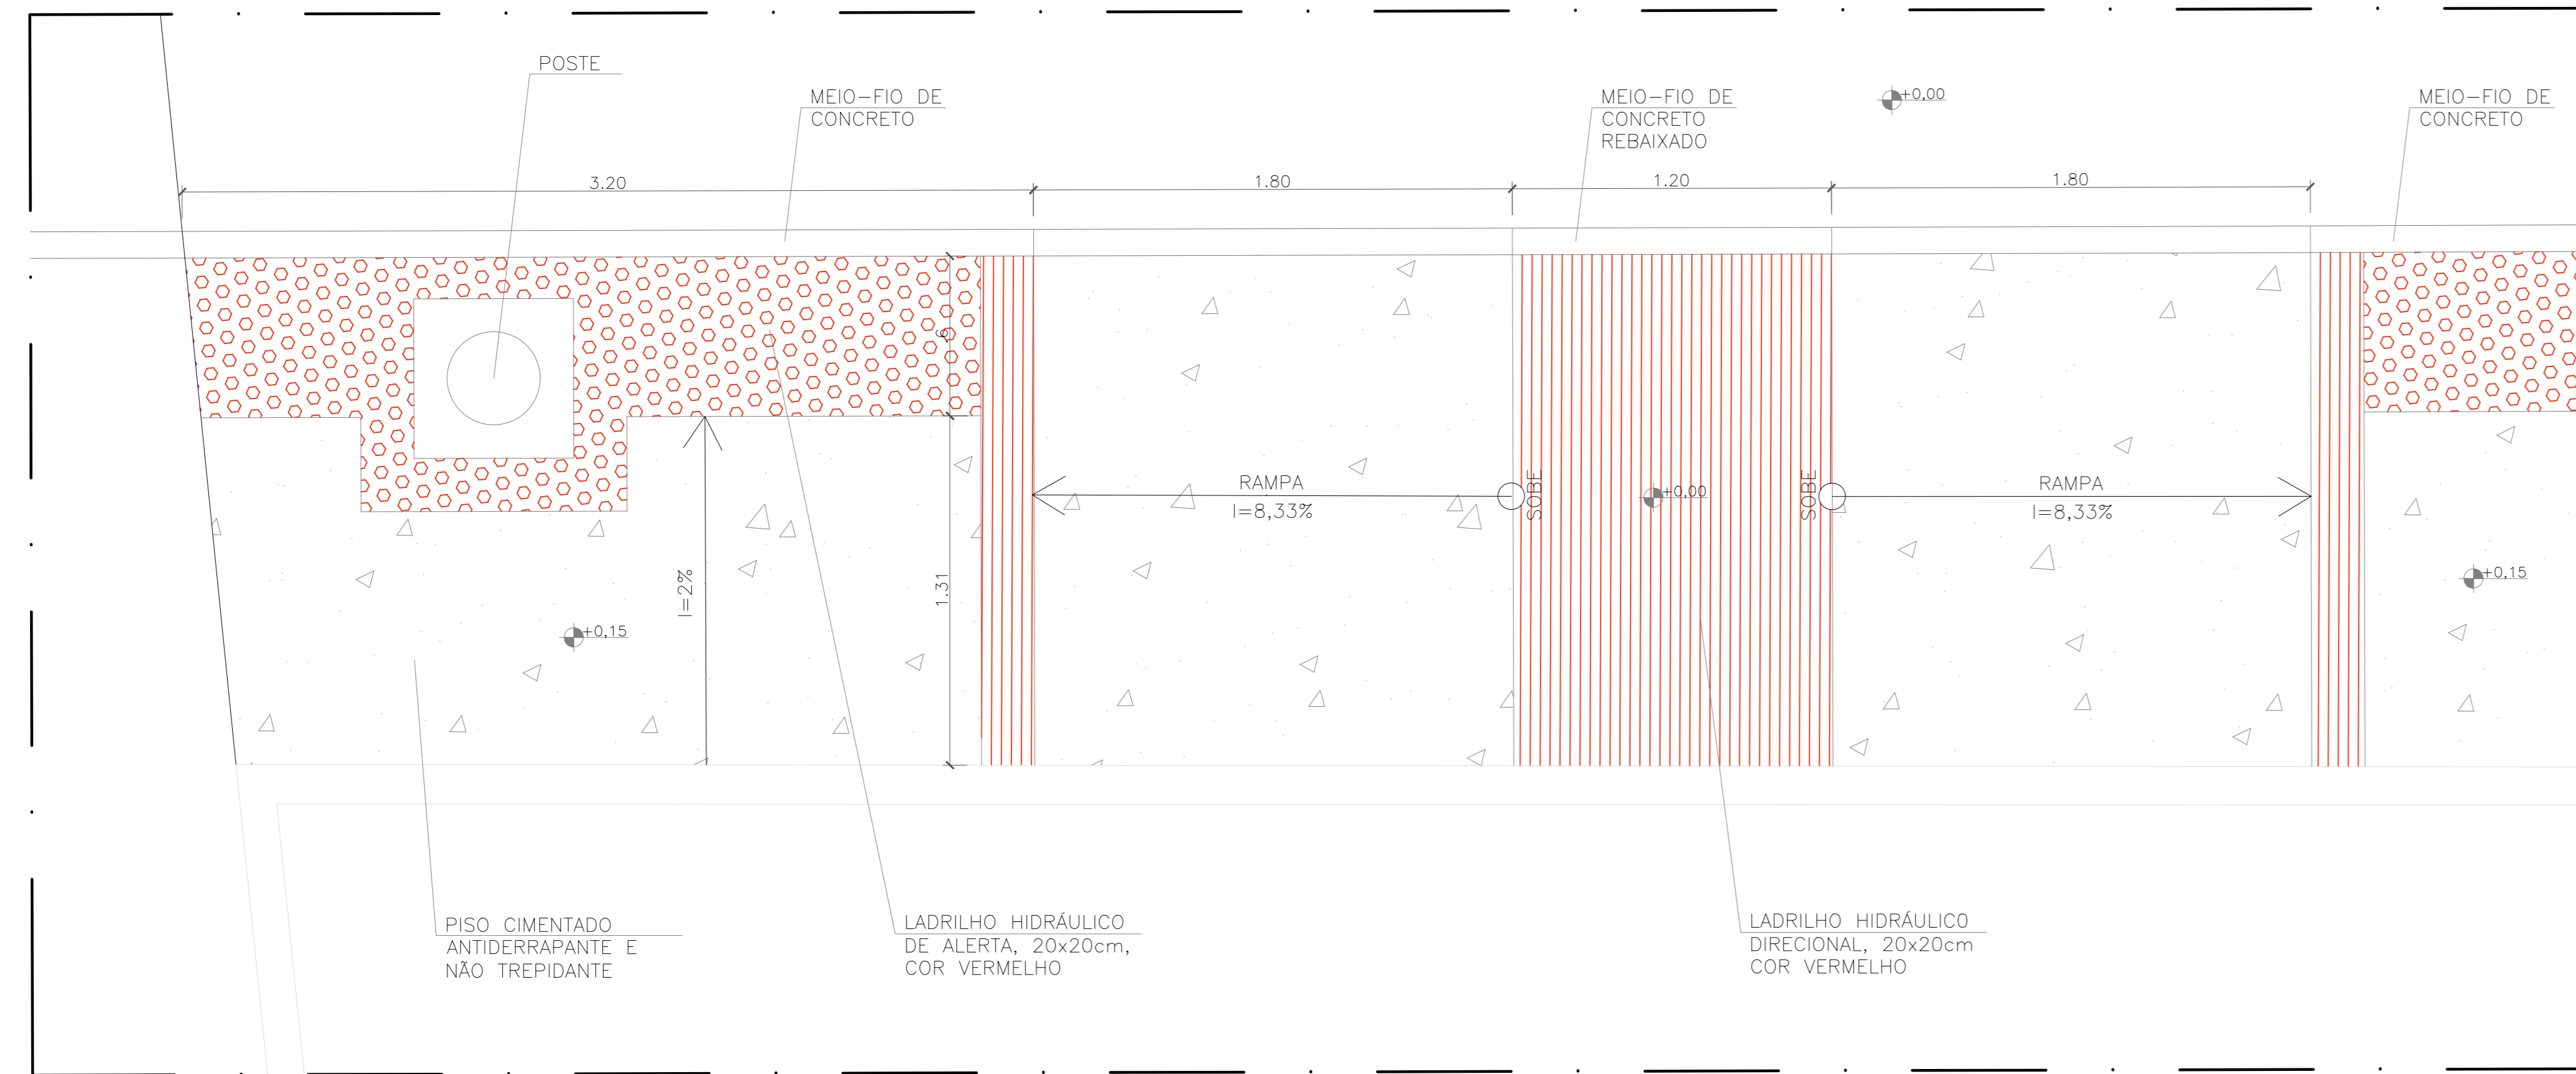 POSTE
MEIO-FIO DE
CONCRETO
MEIO-FIO DE
CONCRETO
REBAIXADO
+0,00
MEIO-FIO DE
CONCRETO
3.20
1.80
1.20
1.80
.6
RAMPA
I=8,33%
SOBE
+0,00
SOBE
RAMPA
I=8,33%
I=2%
1.31
+0,15
+0,15
PISO CIMENTADO
ANTIDERRAPANTE E
NÃO TREPIDANTE
LADRILHO HIDRÁULICO
DE ALERTA, 20x20cm,
COR VERMELHO
LADRILHO HIDRÁULICO
DIRECIONAL, 20x20cm
COR VERMELHO